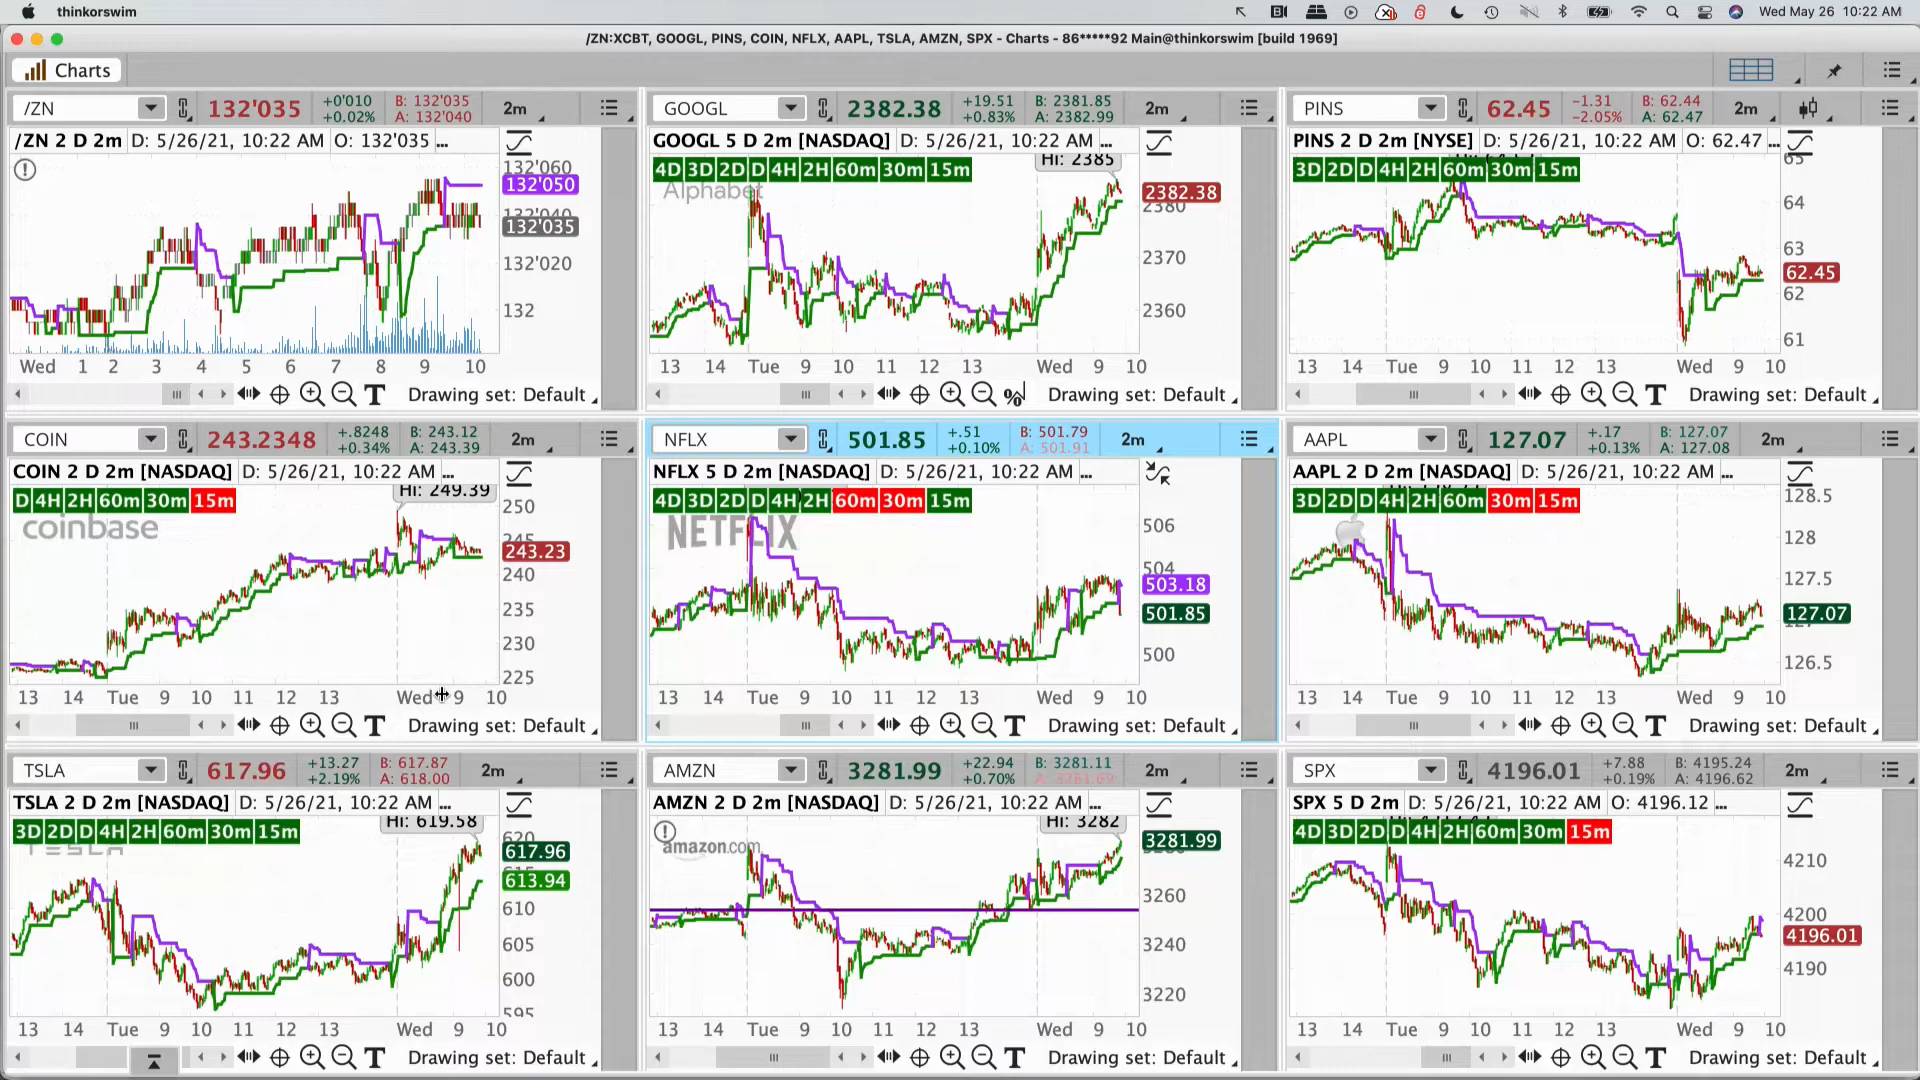 thinkorswim
Wed May 26 10:22 AM
/ZN:XCBT, GOOGL, PINS, COIN, NFLX, AAPL, TSLA, AMZN, SPX - Charts - 86*****92 Main@thinkorswim [build 1969]
Charts
/ZN 132'035 +0'010 +0.02% B: 132'035 A: 132'040 2m
/ZN 2 D 2m D: 5/26/21, 10:22 AM O: 132'035 ...
132'060
132'050
132'040
132'035
132'020
132
Wed 1 2 3 4 5 6 7 8 9 10
Drawing set: Default
GOOGL 2382.38 +19.51 +0.83% B: 2381.85 A: 2382.99 2m
GOOGL 5 D 2m [NASDAQ] D: 5/26/21, 10:22 AM ...
4D 3D 2D D 4H 2H 60m 30m 15m
Hi: 2385
Alphabet
2382.38
2380
2370
2360
13 14 Tue 9 10 11 12 13 Wed 9 10
Drawing set: Default
PINS 62.45 -1.31 -2.05% B: 62.44 A: 62.47 2m
PINS 2 D 2m [NYSE] D: 5/26/21, 10:22 AM O: 62.47 ...
3D 2D D 4H 2H 60m 30m 15m
65
64
63
62.45
62
61
13 14 Tue 9 10 11 12 13 Wed 9 10
Drawing set: Default
COIN 243.2348 +.8248 +0.34% B: 243.12 A: 243.39 2m
COIN 2 D 2m [NASDAQ] D: 5/26/21, 10:22 AM ...
D 4H 2H 60m 30m 15m
Hi: 249.39
coinbase
250
245
243.23
240
235
230
225
13 14 Tue 9 10 11 12 13 Wed 9 10
Drawing set: Default
NFLX 501.85 +.51 +0.10% B: 501.79 A: 501.91 2m
NFLX 5 D 2m [NASDAQ] D: 5/26/21, 10:22 AM ...
4D 3D 2D D 4H 2H 60m 30m 15m
NETFLIX
506
504
503.18
501.85
500
13 14 Tue 9 10 11 12 13 Wed 9 10
Drawing set: Default
AAPL 127.07 +.17 +0.13% B: 127.07 A: 127.08 2m
AAPL 2 D 2m [NASDAQ] D: 5/26/21, 10:22 AM ...
3D 2D D 4H 2H 60m 30m 15m
128.5
128
127.5
127.07
126.5
13 14 Tue 9 10 11 12 13 Wed 9 10
Drawing set: Default
TSLA 617.96 +13.27 +2.19% B: 617.87 A: 618.00 2m
TSLA 2 D 2m [NASDAQ] D: 5/26/21, 10:22 AM ...
3D 2D D 4H 2H 60m 30m 15m
Hi: 619.58
TESLA
620
617.96
613.94
610
605
600
595
13 14 Tue 9 10 11 12 13 Wed 9 10
Drawing set: Default
AMZN 3281.99 +22.94 +0.70% B: 3281.11 A: 3281.69 2m
AMZN 2 D 2m [NASDAQ] D: 5/26/21, 10:22 AM ...
Hi: 3282
amazon.com
3281.99
3260
3240
3220
13 14 Tue 9 10 11 12 13 Wed 9 10
Drawing set: Default
SPX 4196.01 +7.88 +0.19% B: 4195.24 A: 4196.62 2m
SPX 5 D 2m D: 5/26/21, 10:22 AM O: 4196.12 ...
4D 3D 2D D 4H 2H 60m 30m 15m
4210
4200
4196.01
4190
13 14 Tue 9 10 11 12 13 Wed 9 10
Drawing set: Default